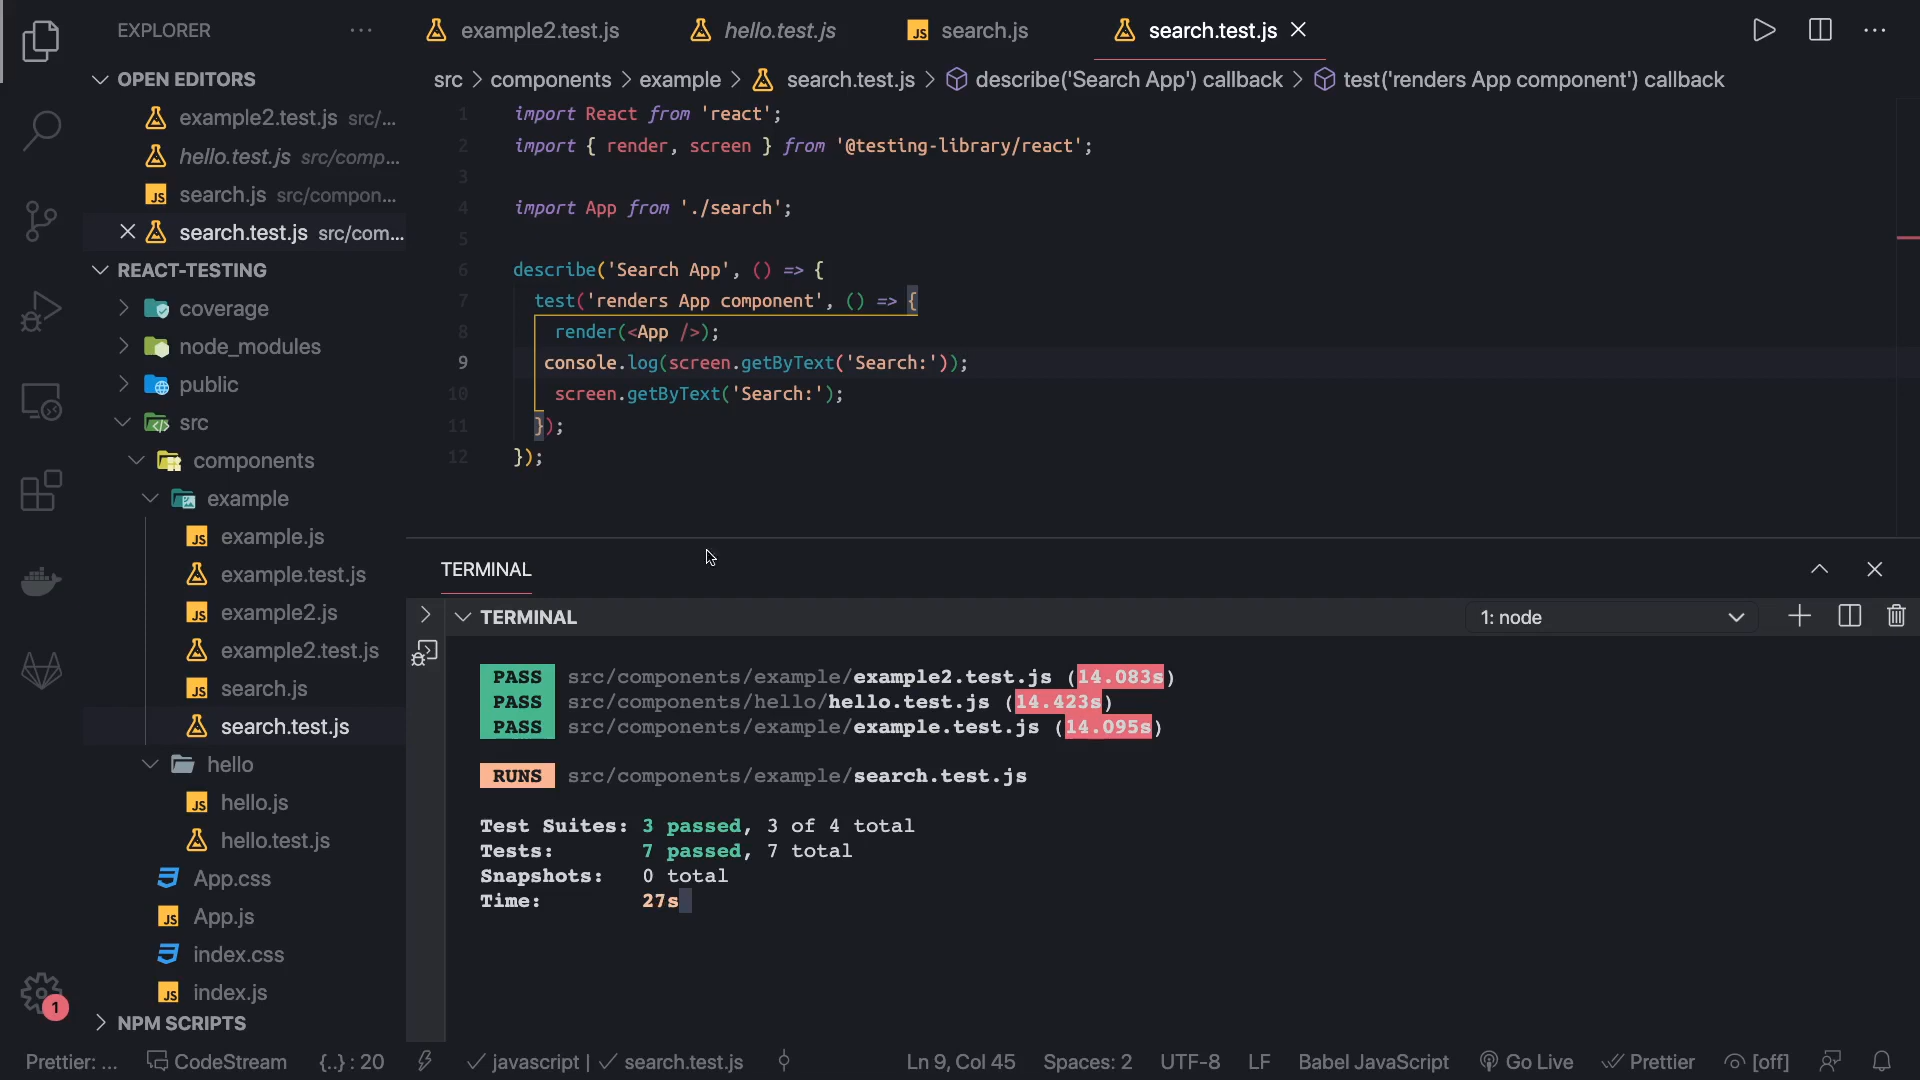 EXPLORER
OPEN EDITORS
example2.test.js src/...
hello.test.js src/comp...
search.js src/compon...
search.test.js src/com...
REACT-TESTING
coverage
node_modules
public
src
components
example
example.js
example.test.js
example2.js
example2.test.js
search.js
search.test.js
hello
hello.js
hello.test.js
App.css
App.js
index.css
index.js
NPM SCRIPTS
1
example2.test.js hello.test.js JS search.js search.test.js
src > components > example > search.test.js > describe('Search App') callback > test('renders App component') callback
1 import React from 'react';
2 import { render, screen } from '@testing-library/react';
3
4 import App from './search';
5
6 describe('Search App', () => {
7 test('renders App component', () => {
8 render(<App />);
9 console.log(screen.getByText('Search:'));
10 screen.getByText('Search:');
11 });
12 });
TERMINAL
TERMINAL 1: node
PASS src/components/example/example2.test.js (14.083s)
PASS src/components/hello/hello.test.js (14.423s)
PASS src/components/example/example.test.js (14.095s)
RUNS src/components/example/search.test.js
Test Suites: 3 passed, 3 of 4 total
Tests: 7 passed, 7 total
Snapshots: 0 total
Time: 27s
Prettier: ... CodeStream {..} : 20 javascript | search.test.js Ln 9, Col 45 Spaces: 2 UTF-8 LF Babel JavaScript Go Live Prettier [off]